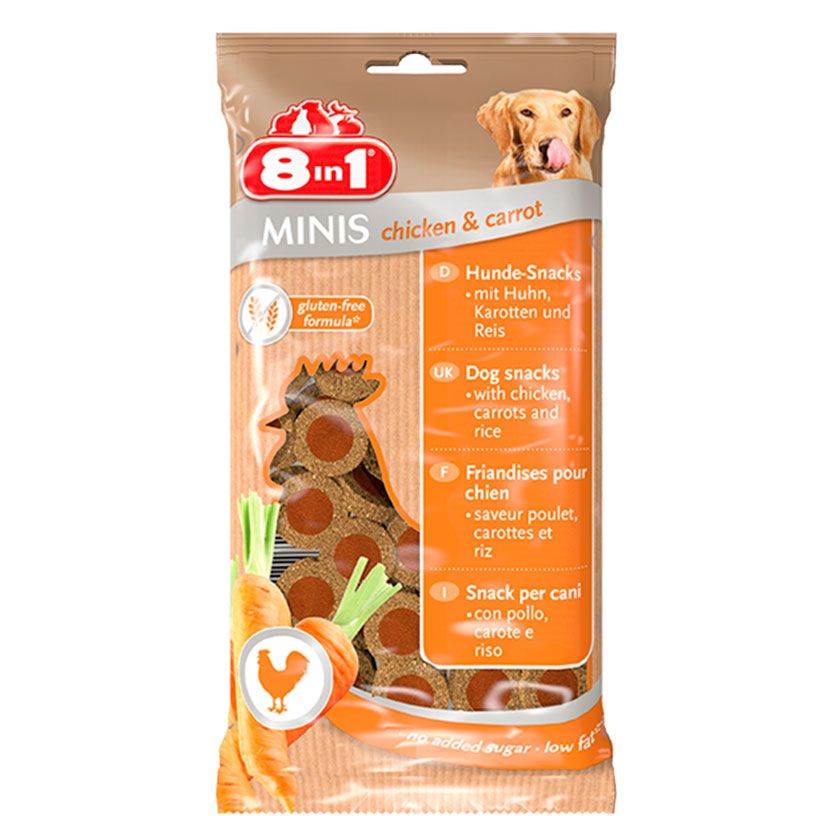 8in1®
MINIS chicken & carrot
gluten-free
formula*
D Hunde-Snacks
• mit Huhn,
Karotten und
Reis
UK Dog snacks
• with chicken,
carrots and
rice
F Friandises pour
chien
• saveur poulet,
carottes et
riz
I Snack per cani
• con pollo,
carote e
riso
no added sugar • low fat